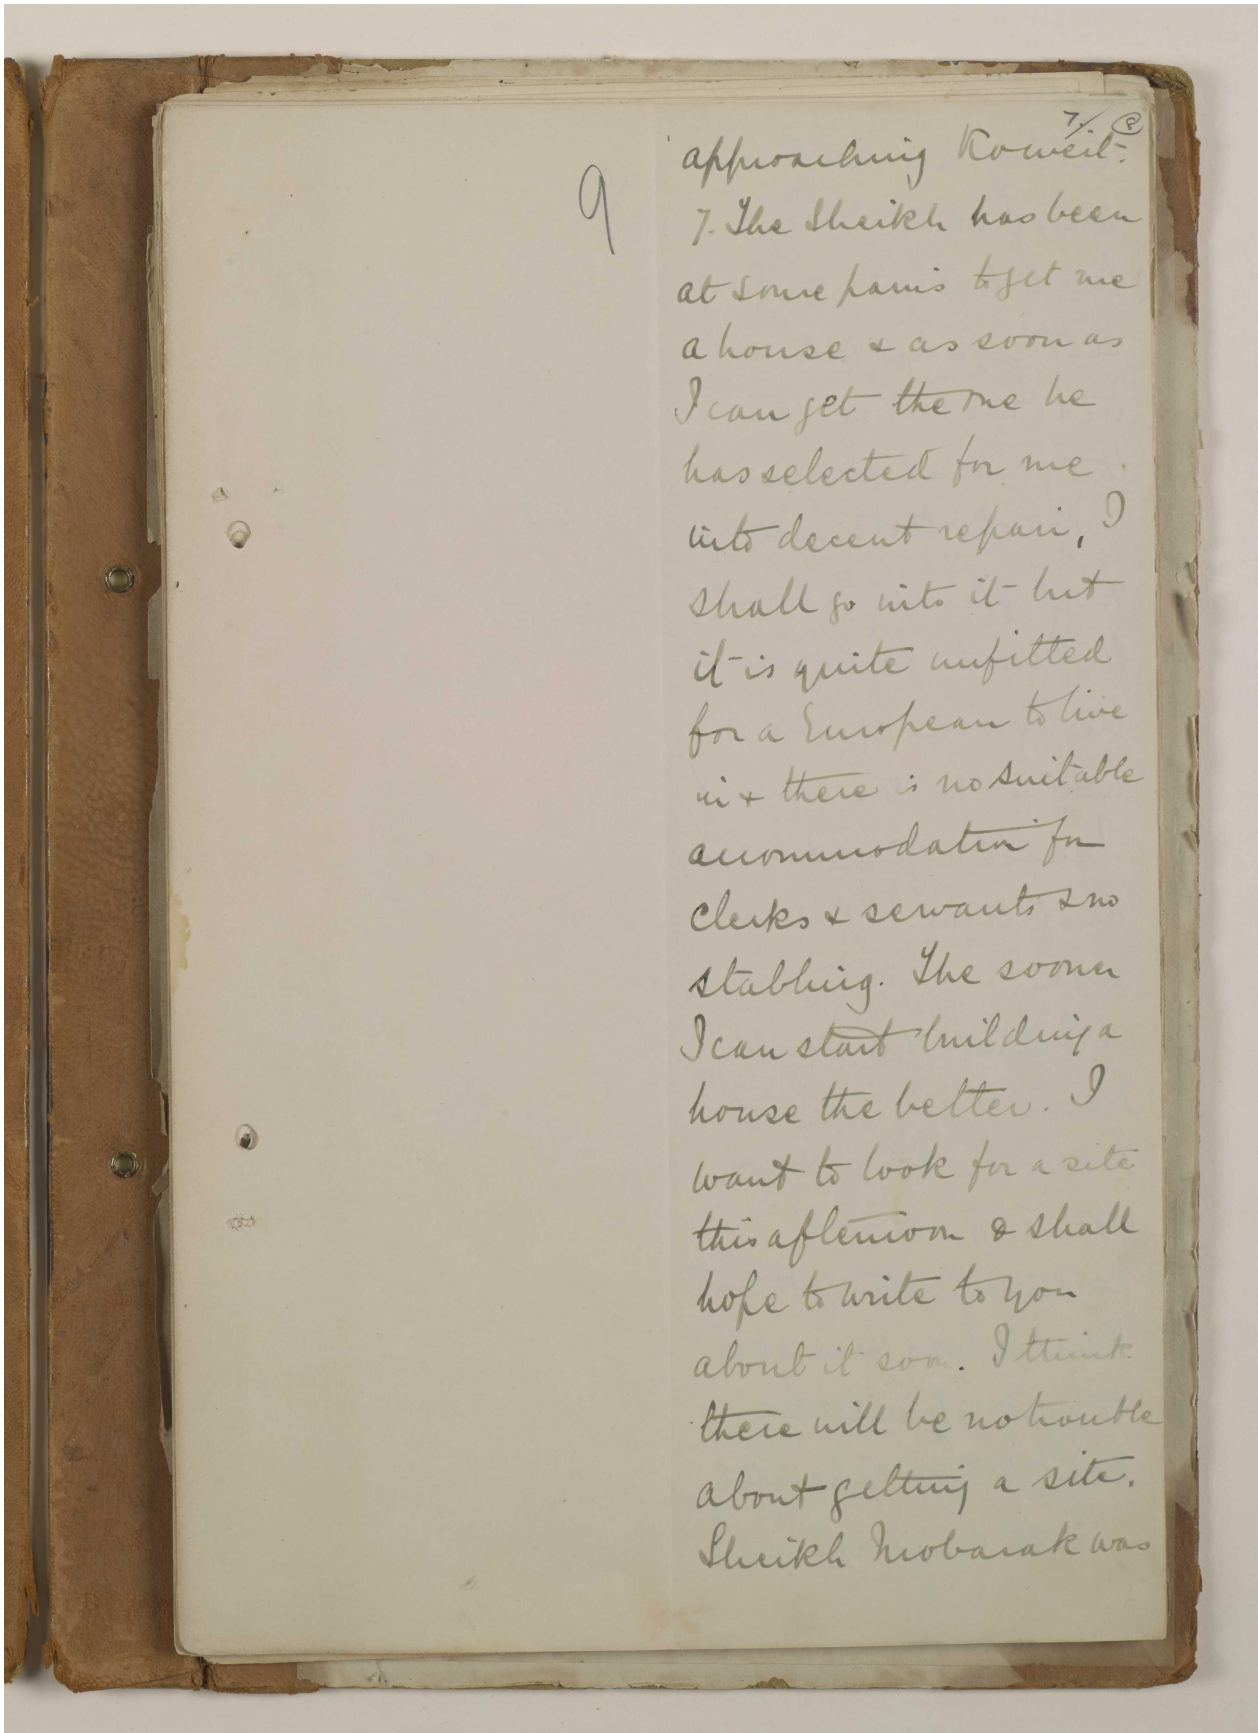 7/ 8
9
approaching Koweit.
7. The Sheikh has been
at some pains to get me
a house & as soon as
I can get the one he
has selected for me
into decent repair, I
shall go into it but
it is quite unfitted
for a European to live
in & there is no suitable
accommodation for
clerks & servants & no
stabling. The sooner
I can start building a
house the better. I
want to look for a site
this afternoon & shall
hope to write to you
about it soon. I think
there will be no trouble
about getting a site.
Sheikh Mobarak was